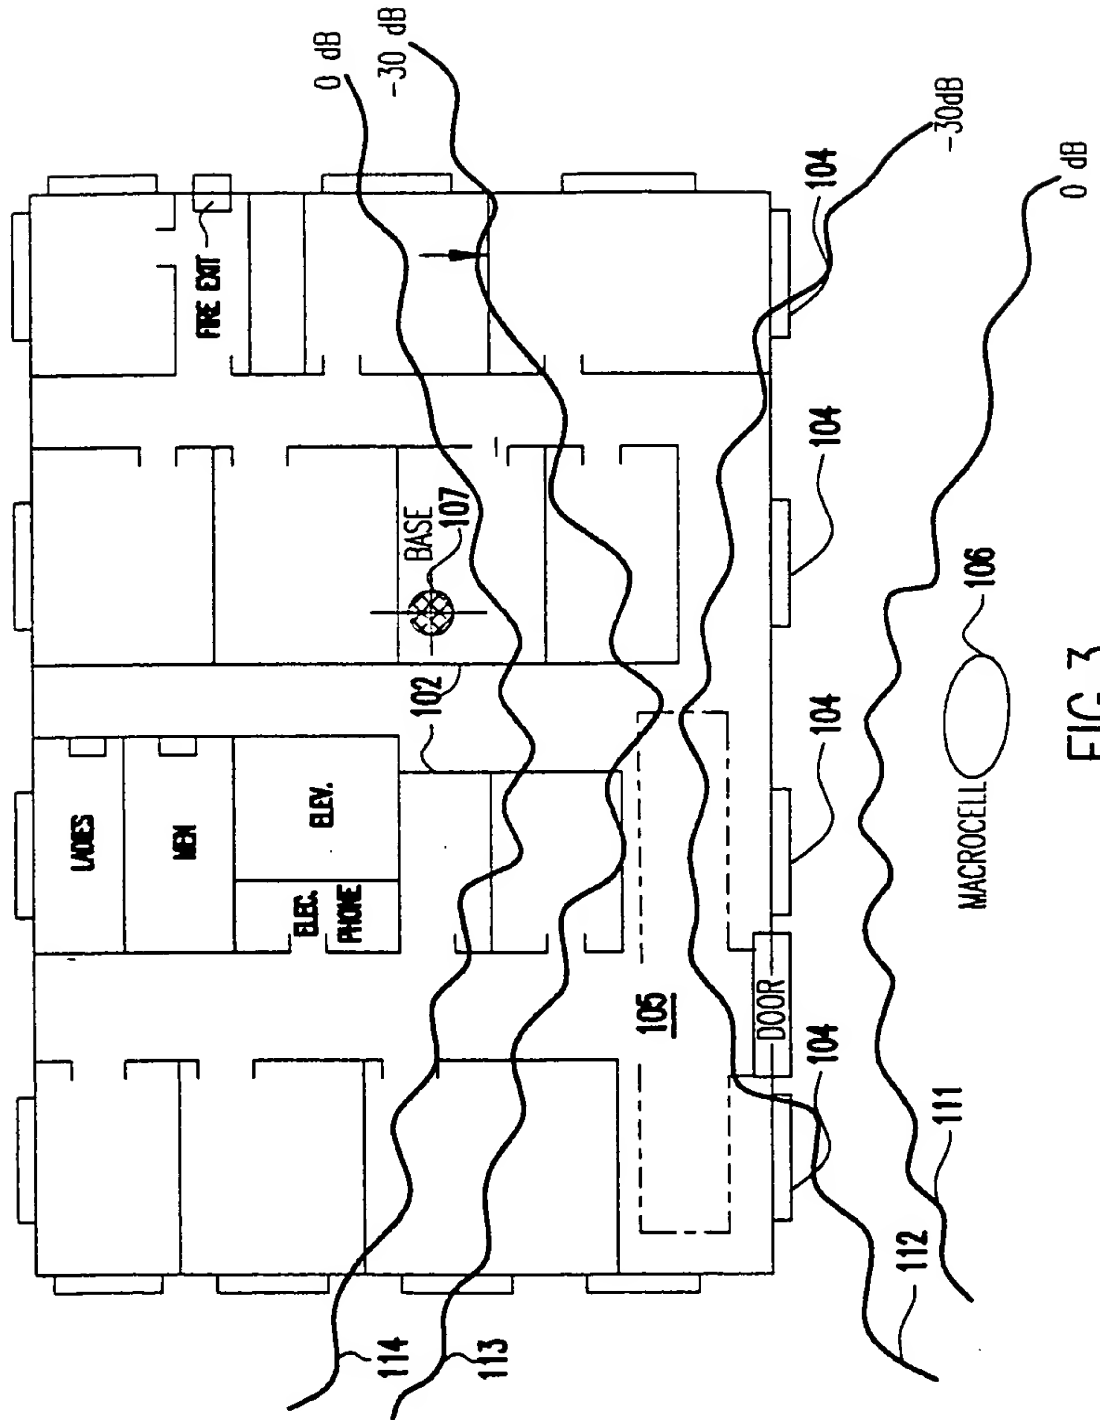 0 dB
-30 dB
-30dB
0 dB
104
FIRE EXIT
104
BASE
107
106
102
104
MACROCELL
LADIES
MEN
ELEV.
ELEC.
PHONE
105
DOOR
104
111
112
113
114
FIG. 3